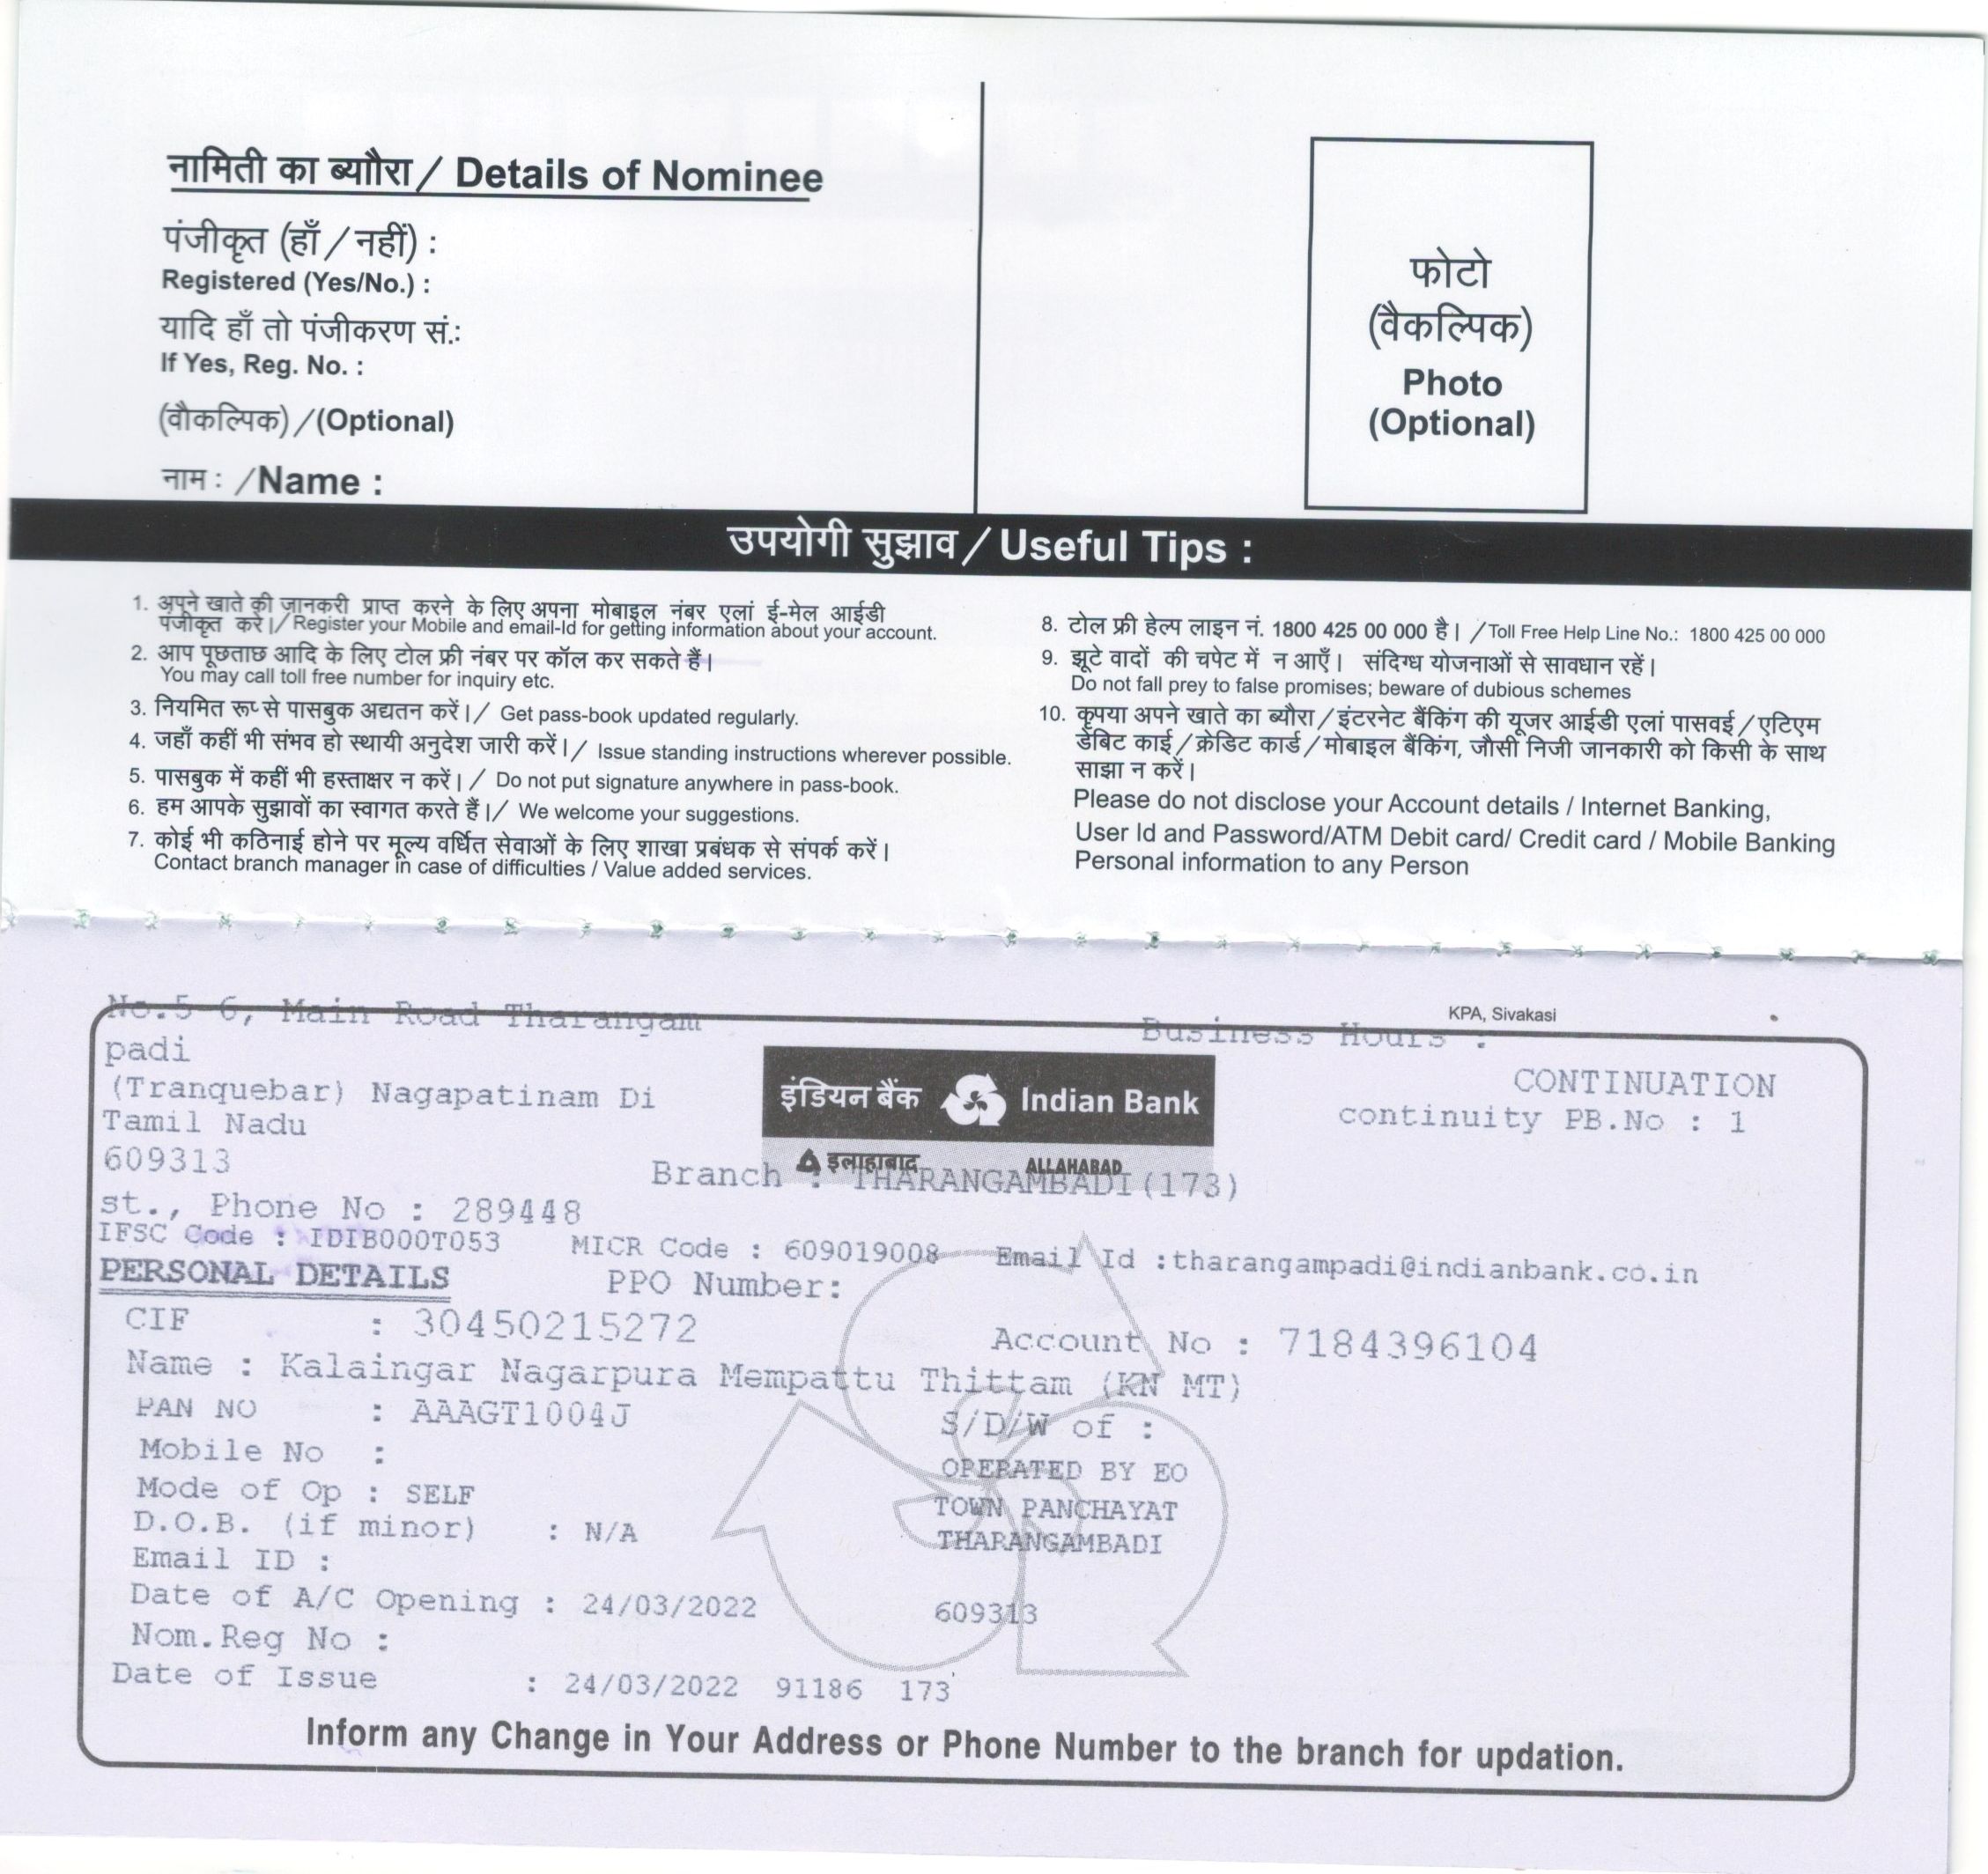 नामिती का ब्यौरा / Details of Nominee
पंजीकृत (हाँ / नहीं) :
Registered (Yes/No.) :
यादि हाँ तो पंजीकरण सं.:
If Yes, Reg. No. :
(वौकल्पिक) / (Optional)
नाम : / Name :
फोटो
(वैकल्पिक)
Photo
(Optional)
उपयोगी सुझाव / Useful Tips :
1. अपूने खाते की जानकरी प्राप्त करने के लिए अपना मोबाइल नंबर एलां ई-मेल आईडी
पंजीकृत करें। / Register your Mobile and email-Id for getting information about your account.
2. आप पूछताछ आदि के लिए टोल फ्री नंबर पर कॉल कर सकते हैं।
You may call toll free number for inquiry etc.
3. नियमित रूप से पासबुक अद्यतन करें। / Get pass-book updated regularly.
4. जहाँ कहीं भी संभव हो स्थायी अनुदेश जारी करें। / Issue standing instructions wherever possible.
5. पासबुक में कहीं भी हस्ताक्षर न करें। / Do not put signature anywhere in pass-book.
6. हम आपके सुझावों का स्वागत करते हैं। / We welcome your suggestions.
7. कोई भी कठिनाई होने पर मूल्य वर्धित सेवाओं के लिए शाखा प्रबंधक से संपर्क करें।
Contact branch manager in case of difficulties / Value added services.
8. टोल फ्री हेल्प लाइन नं. 1800 425 00 000 है। / Toll Free Help Line No.: 1800 425 00 000
9. झूटे वादों की चपेट में न आएँ। संदिग्ध योजनाओं से सावधान रहें।
Do not fall prey to false promises; beware of dubious schemes
10. कृपया अपने खाते का ब्यौरा / इंटरनेट बैंकिंग की यूजर आईडी एलां पासवई / एटिएम
डेबिट काई / क्रेडिट कार्ड / मोबाइल बैंकिंग, जौसी निजी जानकारी को किसी के साथ
साझा न करें।
Please do not disclose your Account details / Internet Banking,
User Id and Password/ATM Debit card/ Credit card / Mobile Banking
Personal information to any Person
KPA, Sivakasi
No.5-6, Main Road Tharangam
Business Hours :
padi
(Tranquebar) Nagapatinam Di
इंडियन बैंक Indian Bank
CONTINUATION
Tamil Nadu
continuity PB.No : 1
609313
इलाहाबाद ALLAHABAD
Branch : THARANGAMBADI(173)
st., Phone No : 289448
IFSC Code : IDIB000T053 MICR Code : 609019008 Email Id :tharangampadi@indianbank.co.in
PERSONAL DETAILS PPO Number:
CIF : 30450215272 Account No : 7184396104
Name : Kalaingar Nagarpura Mempattu Thittam (KN MT)
PAN NO : AAAGT1004J S/D/W of :
Mobile No :
OPERATED BY EO
Mode of Op : SELF
TOWN PANCHAYAT
D.O.B. (if minor) : N/A
THARANGAMBADI
Email ID :
Date of A/C Opening : 24/03/2022 609313
Nom.Reg No :
Date of Issue : 24/03/2022 91186 173
Inform any Change in Your Address or Phone Number to the branch for updation.